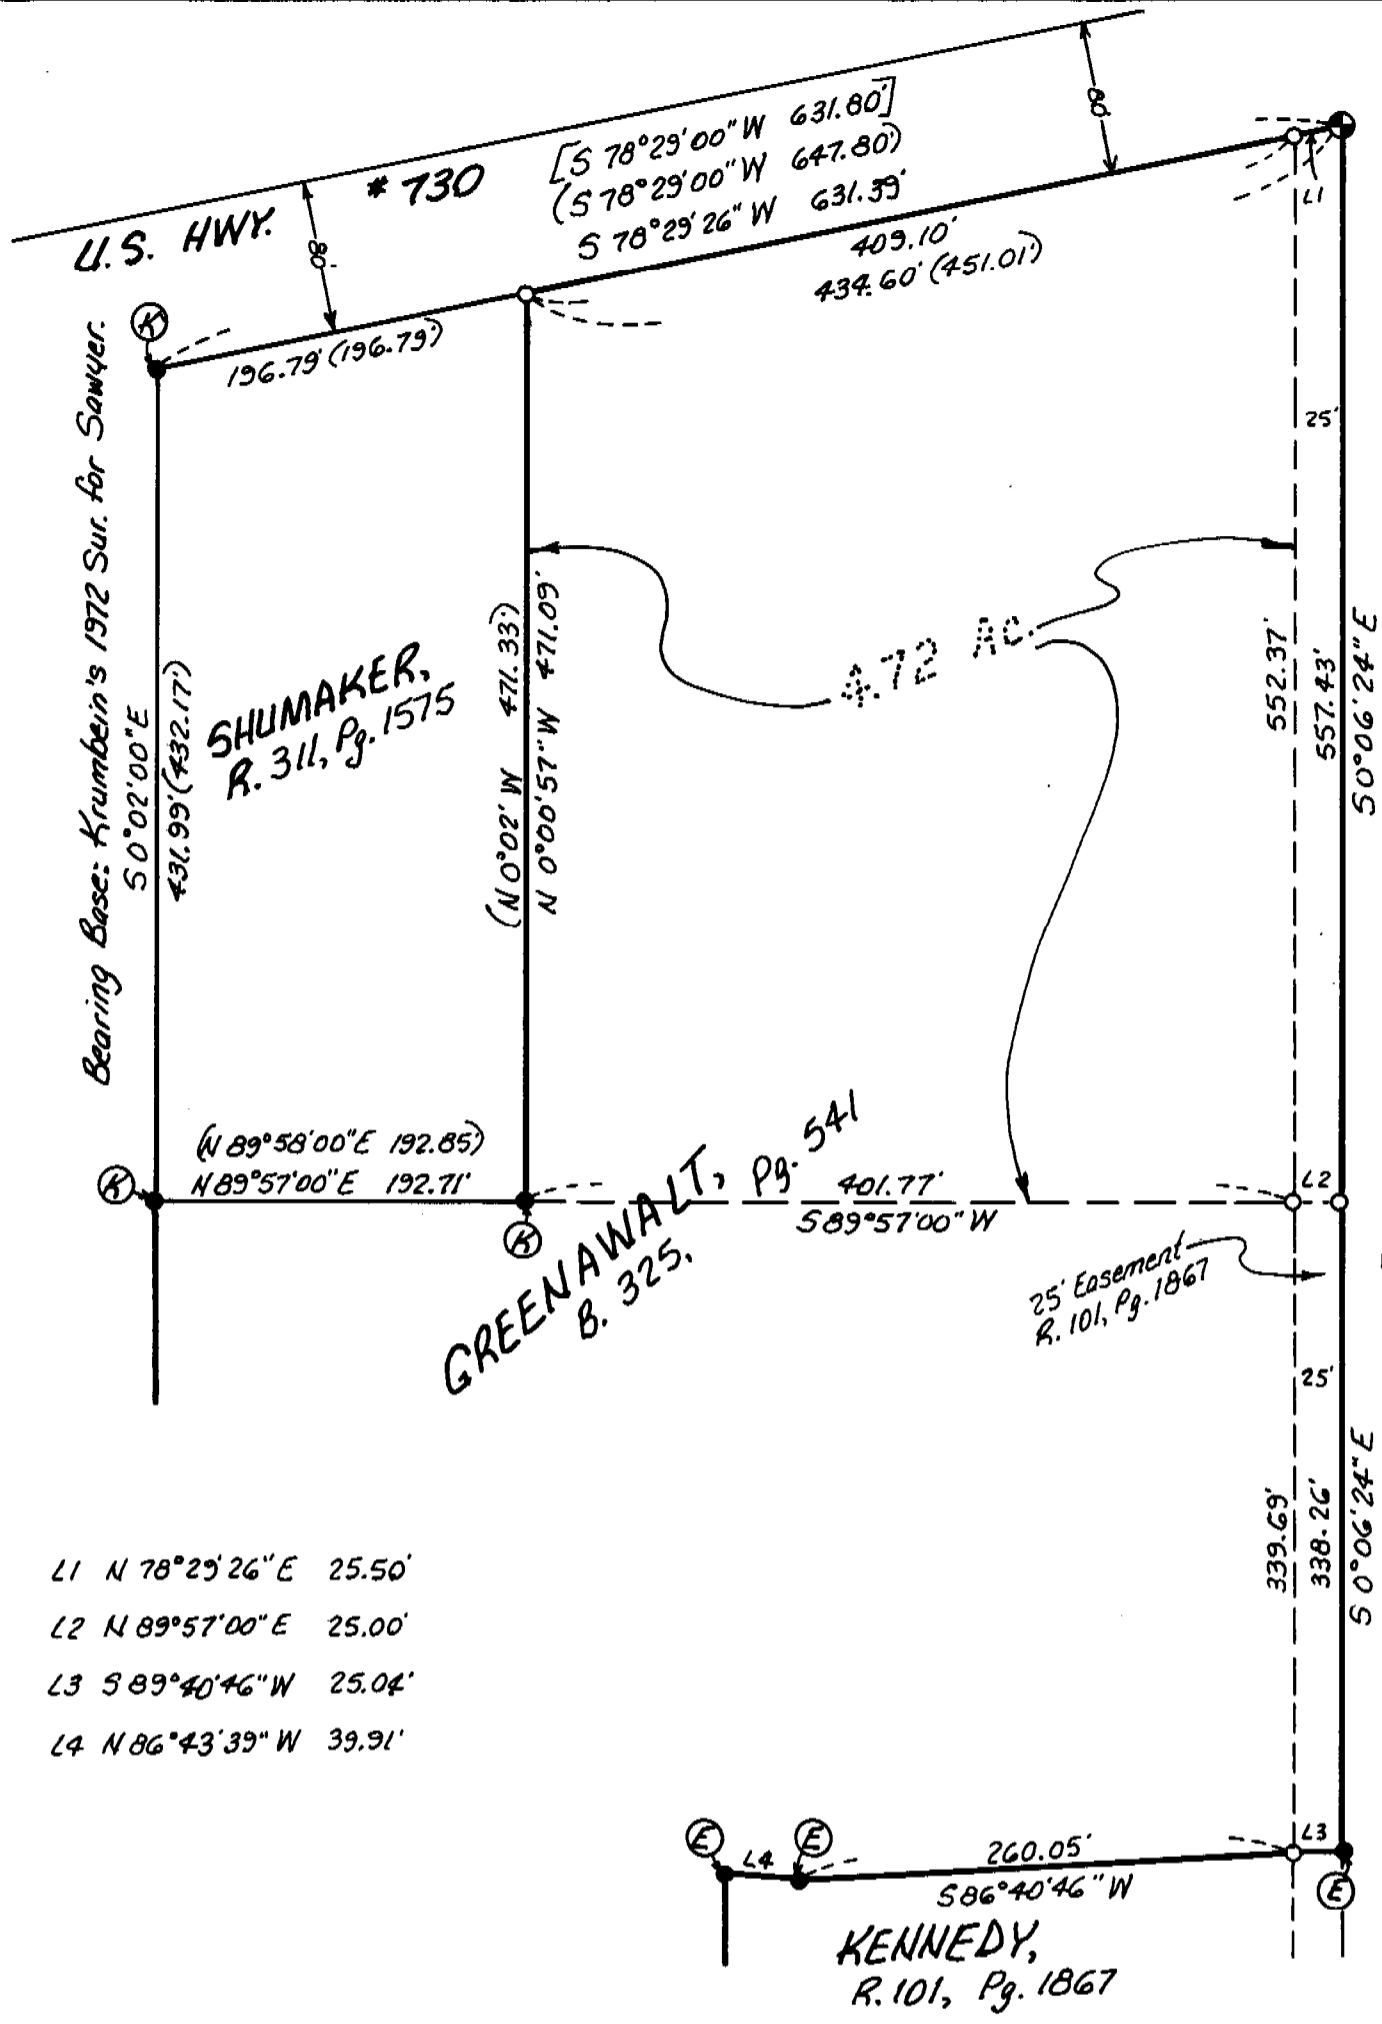 [S 78°29'00" W 631.80']
(S 78°29'00" W 647.80')
S 78°29'26" W 631.39'
80'
U.S. HWY. # 730
80'
409.10'
434.60' (451.01')
L1
K
196.79' (196.79')
25'
Bearing Base: Krumbein's 1972 Sur. for Sawyer.
S 0°02'00" E
431.99' (432.17')
SHUMAKER,
R. 311, Pg. 1575
(N 0°02' W 471.33')
N 0°00'57" W 471.09'
4.72 AC.
552.37'
557.43'
S 0°06'24" E
(N 89°58'00" E 192.85')
N 89°57'00" E 192.71'
K
K
GREENAWALT,
B. 325, Pg. 541
401.77'
S 89°57'00" W
L2
25' Easement
R. 101, Pg. 1867
25'
339.69'
338.26'
S 0°06'24" E
L1 N 78°29'26" E 25.50'
L2 N 89°57'00" E 25.00'
L3 S 89°40'46" W 25.04'
L4 N 86°43'39" W 39.91'
E
E
L4
260.05'
S 86°40'46" W
L3
E
KENNEDY,
R. 101, Pg. 1867